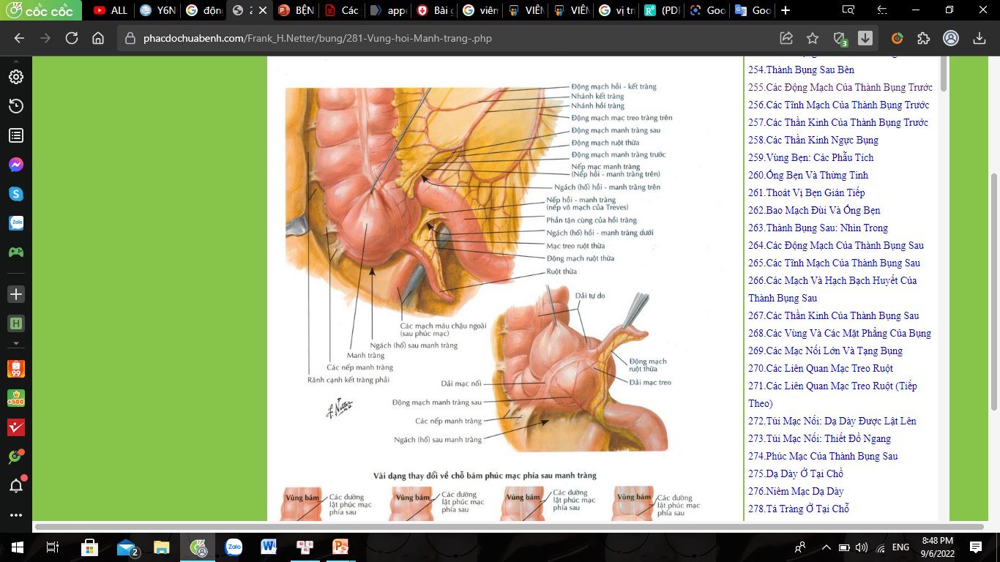 cốc cốc
ALL
Y6N
động
2
BỆN
Các
appe
Bài g
viêm
VIÊM
VIÊM
vị trí
(PDF
Goo
Goo
phacdochuabenh.com/Frank_H.Netter/bung/281-Vung-hoi-Manh-trang-.php
3
Động mạch hồi - kết tràng
Nhánh kết tràng
Nhánh hồi tràng
Động mạch mạc treo tràng trên
Động mạch manh tràng sau
Động mạch ruột thừa
Động mạch manh tràng trước
Nếp mạc manh tràng
(Nếp hồi - manh tràng trên)
Ngách (hố) hồi - manh tràng trên
Nếp hồi - manh tràng
(nếp vô mạch của Treves)
Phần tận cùng của hồi tràng
Ngách (hố) hồi - manh tràng dưới
Mạc treo ruột thừa
Động mạch ruột thừa
Ruột thừa
Các mạch máu chậu ngoài
(sau phúc mạc)
Ngách (hố) sau manh tràng
Manh tràng
Các nếp manh tràng
Rãnh cạnh kết tràng phải
Dải tự do
Động mạch
ruột thừa
Dải mạc treo
Dải mạc nối
Động mạch manh tràng sau
Các nếp manh tràng
Ngách (hố) sau manh tràng
Vài dạng thay đổi về chỗ bám phúc mạc phía sau manh tràng
Vùng bám
Các đường
lật phúc mạc
phía sau
Vùng bám
Các đường
lật phúc mạc
phía sau
Vùng bám
Các đường
lật phúc mạc
phía sau
Vùng bám
Các đường
lật phúc mạc
phía sau
254.Thành Bụng Sau Bên
255.Các Động Mạch Của Thành Bụng Trước
256.Các Tĩnh Mạch Của Thành Bụng Trước
257.Các Thần Kinh Của Thành Bụng Trước
258.Các Thần Kinh Ngực Bụng
259.Vùng Bẹn: Các Phẫu Tích
260.Ống Bẹn Và Thừng Tinh
261.Thoát Vị Bẹn Gián Tiếp
262.Bao Mạch Đùi Và Ống Bẹn
263.Thành Bụng Sau: Nhìn Trong
264.Các Động Mạch Của Thành Bụng Sau
265.Các Tĩnh Mạch Của Thành Bụng Sau
266.Các Mạch Và Hạch Bạch Huyết Của
Thành Bụng Sau
267.Các Thần Kinh Của Thành Bụng Sau
268.Các Vùng Và Các Mặt Phẳng Của Bụng
269.Các Mạc Nối Lớn Và Tạng Bụng
270.Các Liên Quan Mạc Treo Ruột
271.Các Liên Quan Mạc Treo Ruột (Tiếp
Theo)
272.Túi Mạc Nối: Dạ Dày Được Lật Lên
273.Túi Mạc Nối: Thiết Đồ Ngang
274.Phúc Mạc Của Thành Bụng Sau
275.Dạ Dày Ở Tại Chỗ
276.Niêm Mạc Dạ Dày
278.Tá Tràng Ở Tại Chỗ
Zalo
H
99
2
Zalo
ENG
8:48 PM
9/6/2022